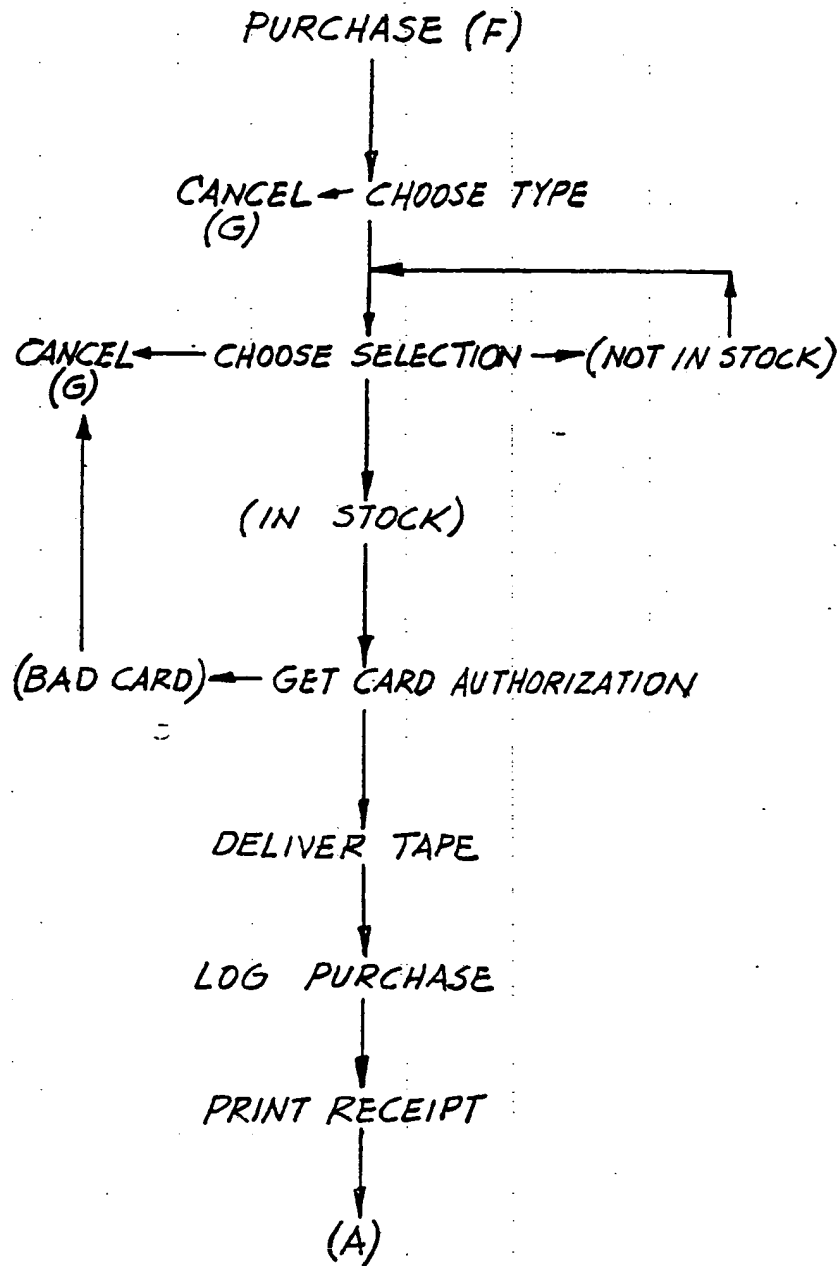 PURCHASE (F)
CANCEL CHOOSE TYPE
(G)
CANCEL CHOOSE SELECTION (NOT IN STOCK)
(G)
(IN STOCK)
(BAD CARD) GET CARD AUTHORIZATION
DELIVER TAPE
LOG PURCHASE
PRINT RECEIPT
(A)